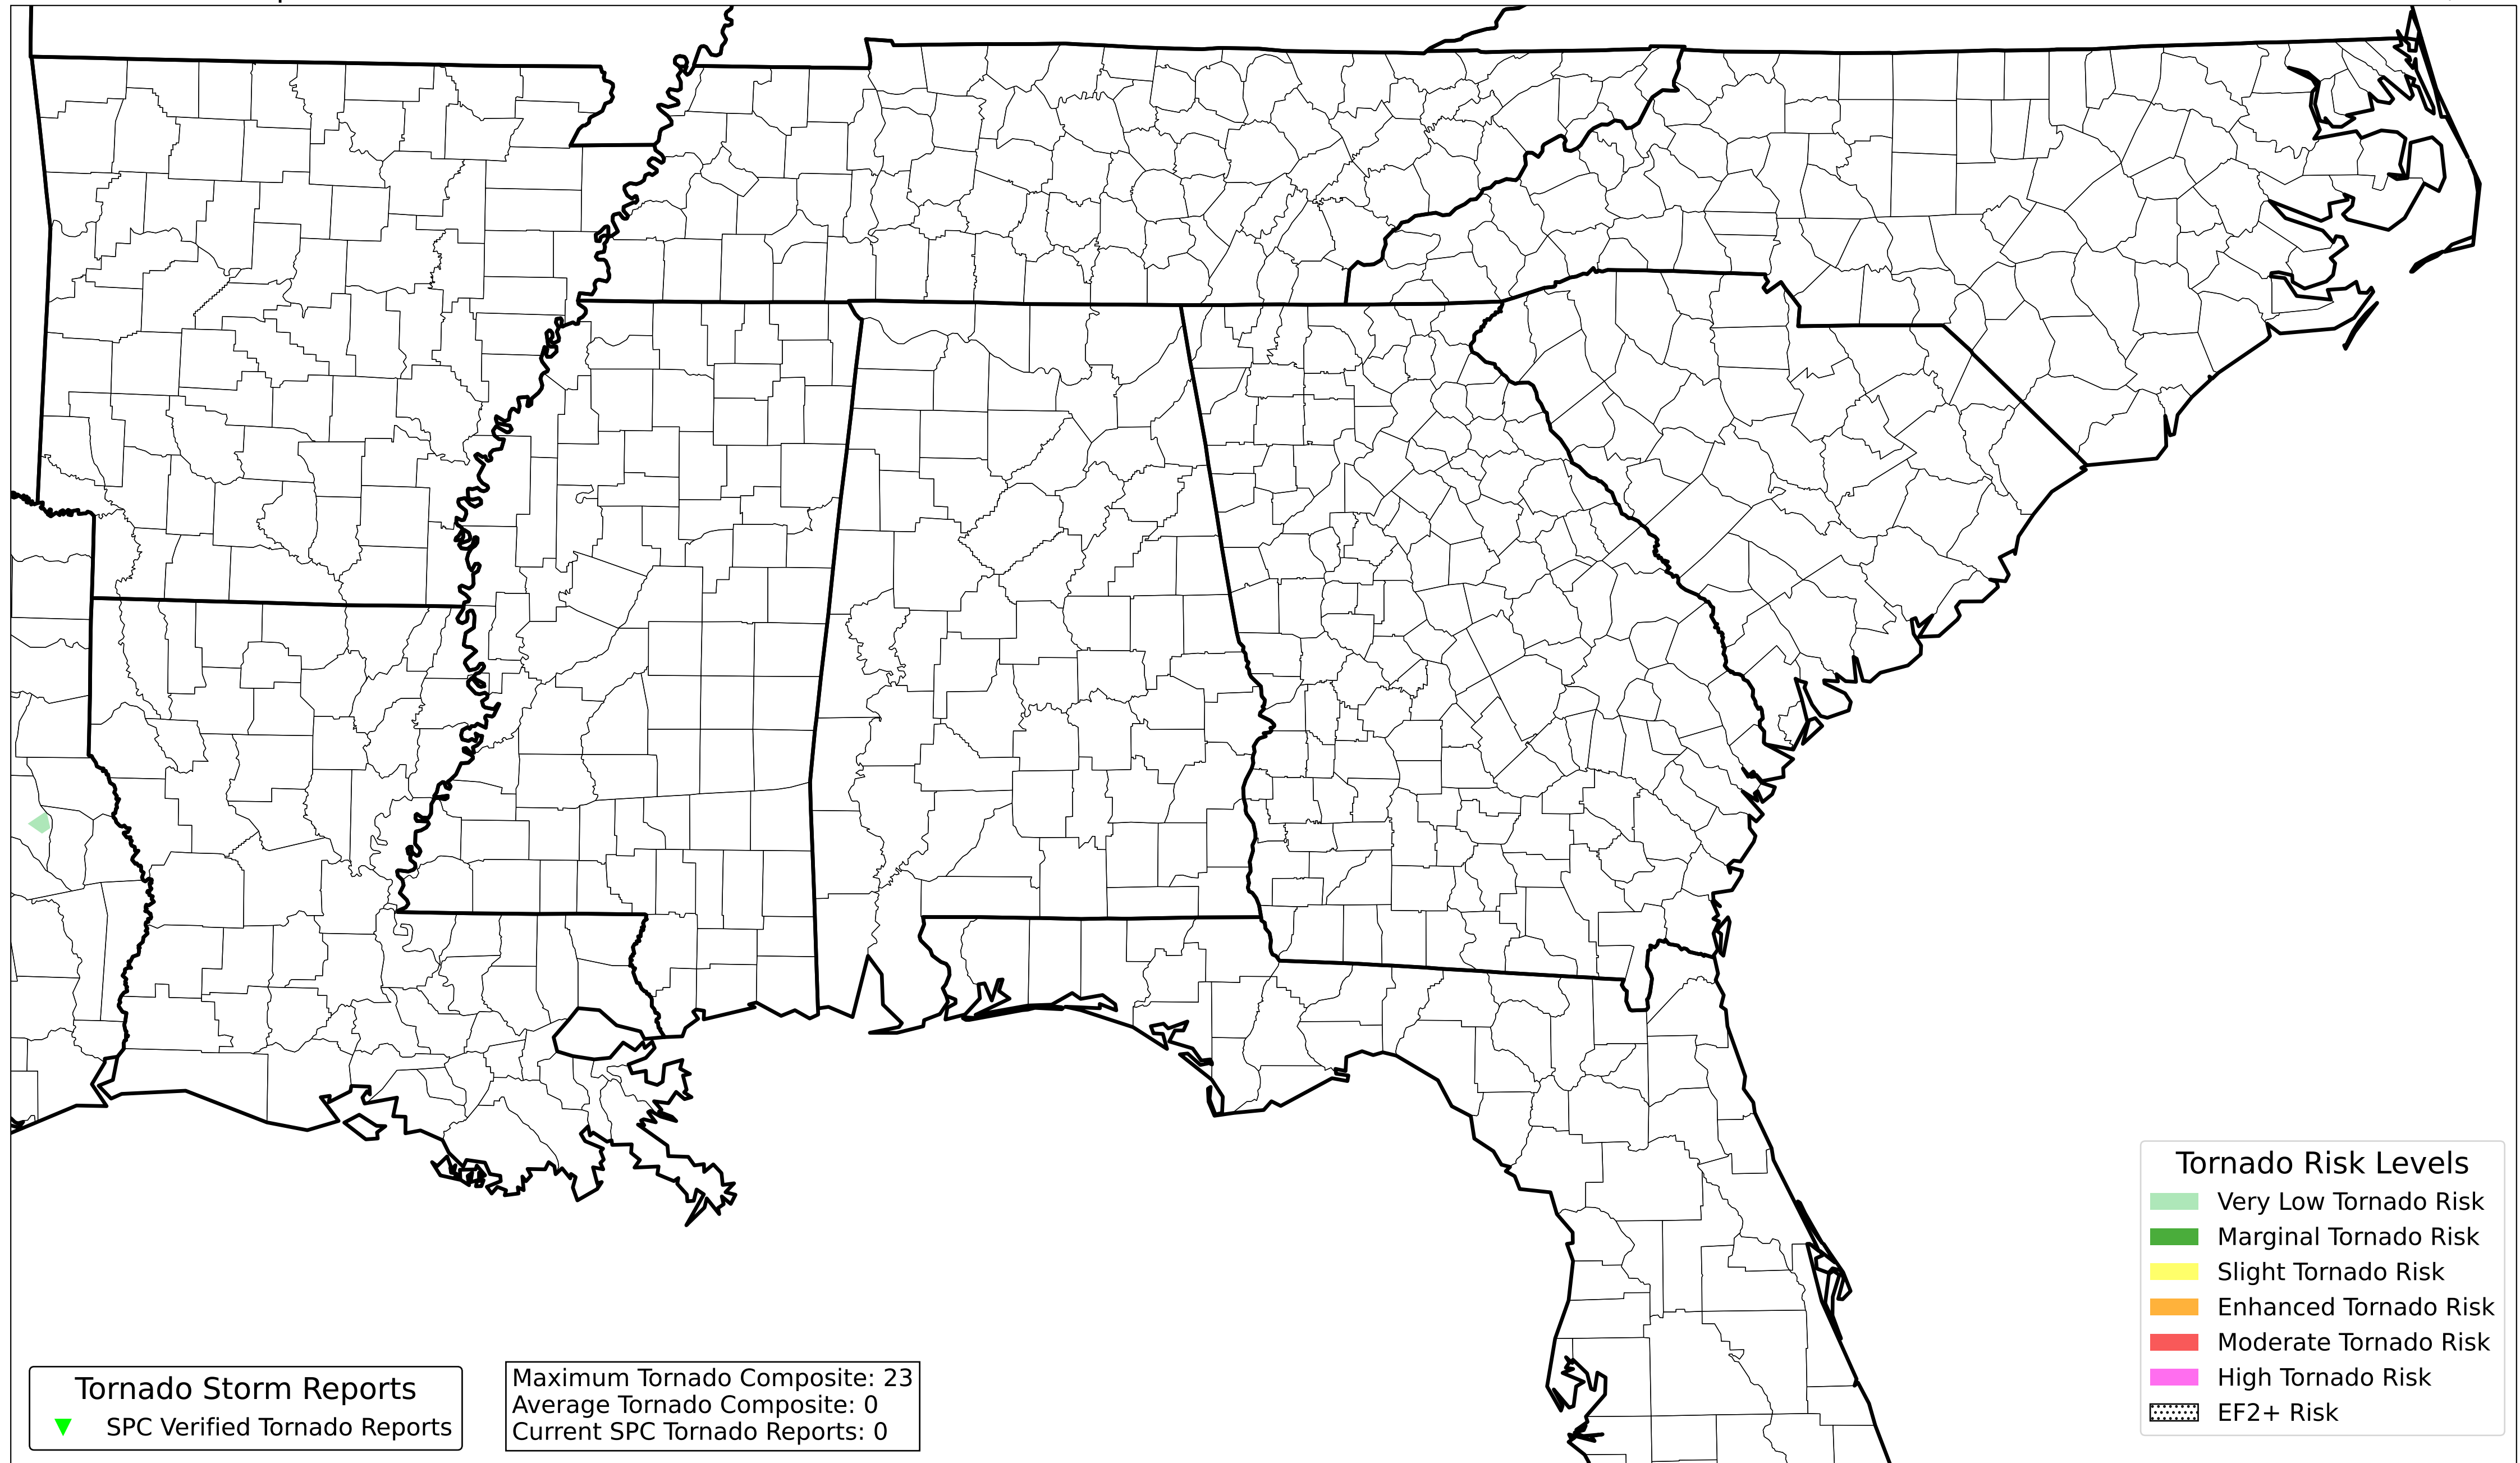 Tornado Risk Levels
Very Low Tornado Risk
Marginal Tornado Risk
Slight Tornado Risk
Enhanced Tornado Risk
Moderate Tornado Risk
High Tornado Risk
EF2+ Risk
Tornado Storm Reports
SPC Verified Tornado Reports
Maximum Tornado Composite: 23
Average Tornado Composite: 0
Current SPC Tornado Reports: 0